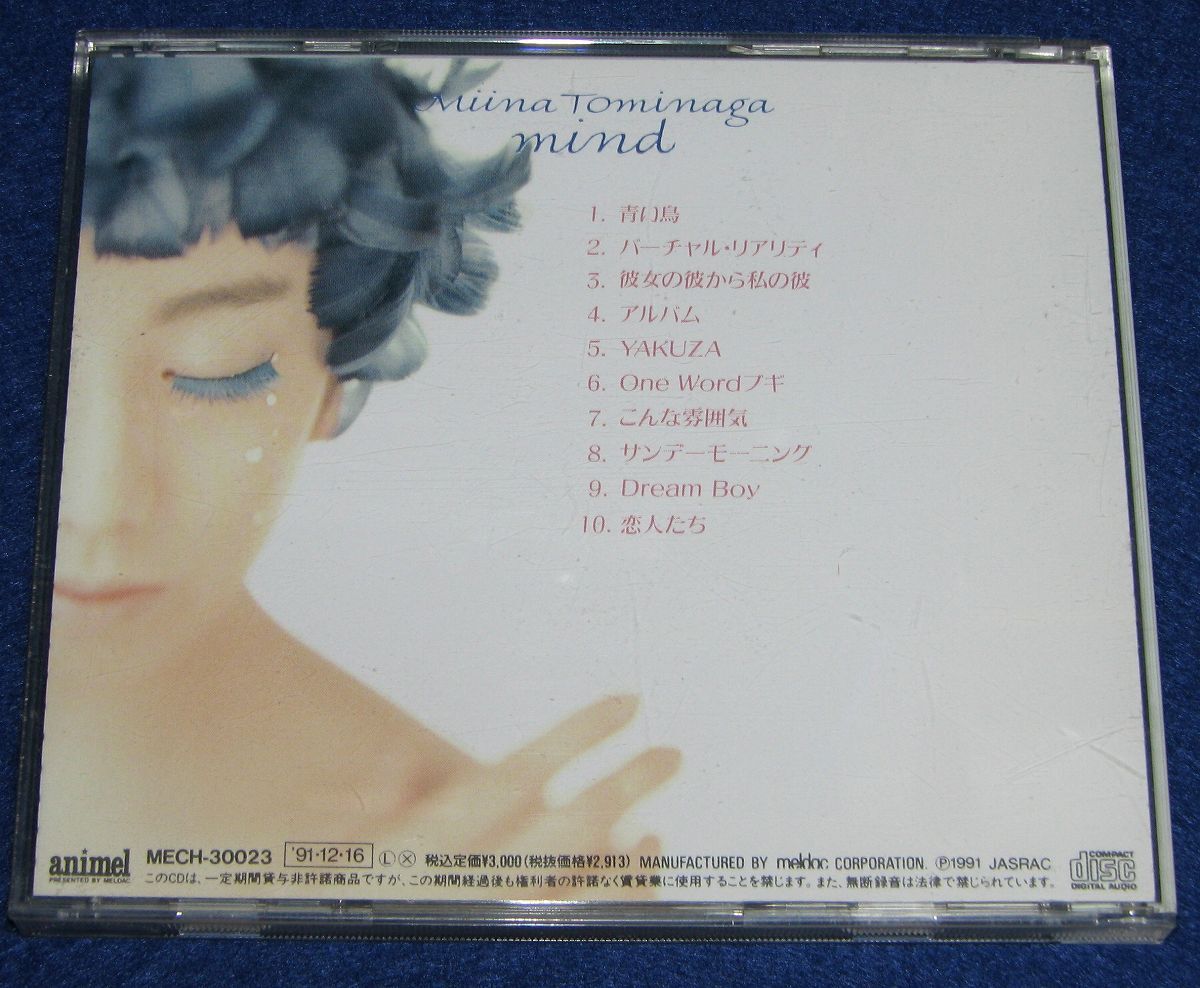 Miina Tominaga
mind
1. 青い鳥
2. バーチャル・リアリティ
3. 彼女の彼から私の彼
4. アルバム
5. YAKUZA
6. One Wordブギ
7. こんな雰囲気
8. サンデーモーニング
9. Dream Boy
10. 恋人たち
animel
PRESENTED BY MELDAC
MECH-30023 '91·12·16 Ⓛ Ⓧ 税込定価¥3,000(税抜価格¥2,913) MANUFACTURED BY meldac CORPORATION. Ⓟ1991 JASRAC
このCDは、一定期間貸与非許諾商品ですが、この期間経過後も権利者の許諾なく賃貸業に使用することを禁じます。また、無断録音は法律で禁じられています。
COMPACT
disc
DIGITAL AUDIO